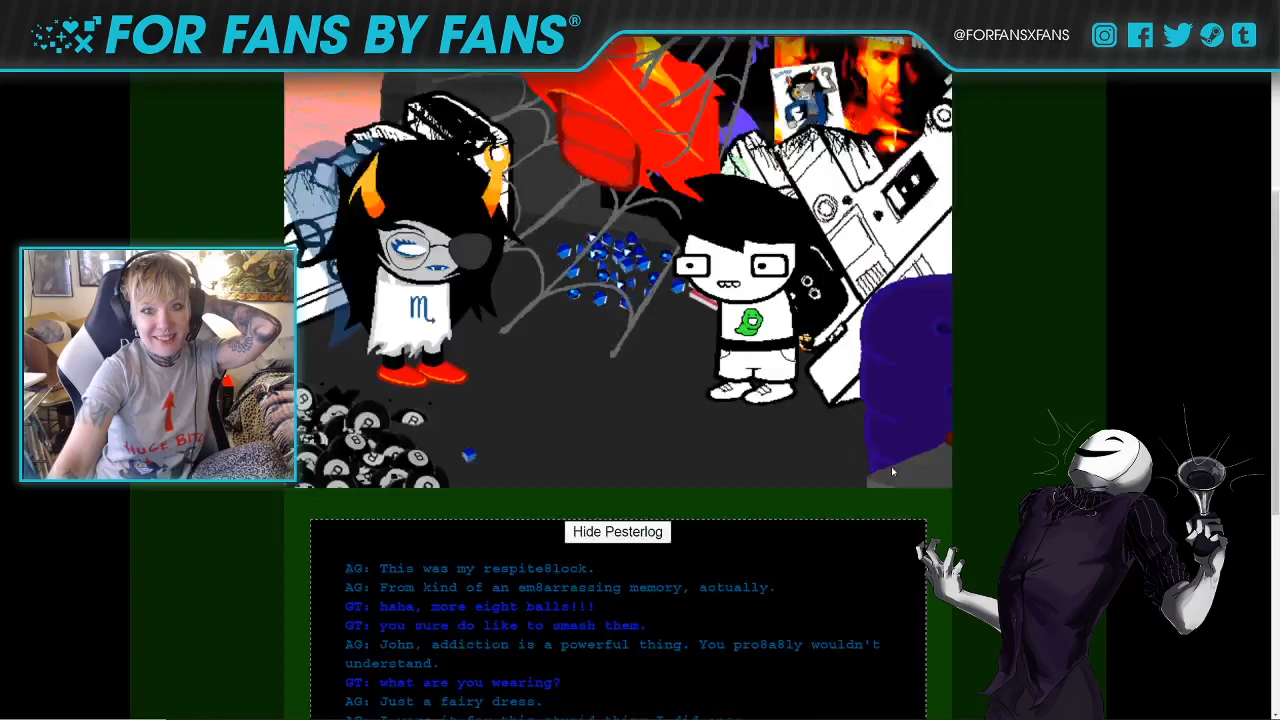 FOR FANS BY FANS®
@FORFANSXFANS
HUGE
Hide Pesterlog
AG: This was my respite8lock.
AG: From kind of an em8arrassing memory, actually.
GT: haha, more eight balls!!!
GT: you sure do like to smash them.
AG: John, addiction is a powerful thing. You pro8a8ly wouldn't
understand.
GT: what are you wearing?
AG: Just a fairy dress.